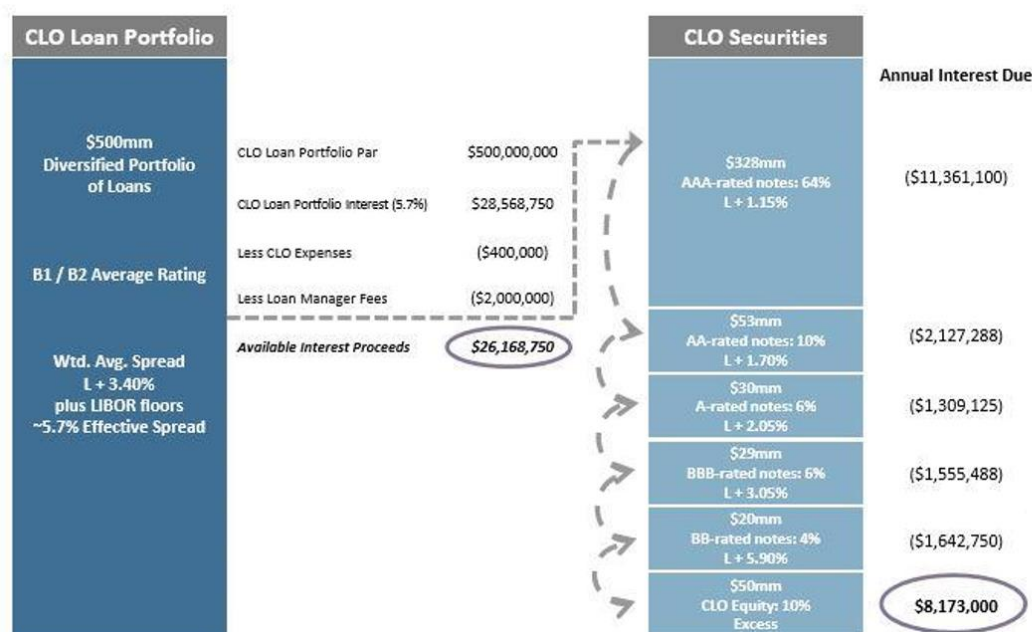 CLO Loan Portfolio
$500mm
Diversified Portfolio
of Loans
B1 / B2 Average Rating
Wtd. Avg. Spread
L + 3.40%
plus LIBOR floors
~5.7% Effective Spread
CLO Loan Portfolio Par $500,000,000
CLO Loan Portfolio Interest (5.7%) $28,568,750
Less CLO Expenses ($400,000)
Less Loan Manager Fees ($2,000,000)
Available Interest Proceeds $26,168,750
CLO Securities
Annual Interest Due
$328mm
AAA-rated notes: 64%
L + 1.15%
($11,361,100)
$53mm
AA-rated notes: 10%
L + 1.70%
($2,127,288)
$30mm
A-rated notes: 6%
L + 2.05%
($1,309,125)
$29mm
BBB-rated notes: 6%
L + 3.05%
($1,555,488)
$20mm
BB-rated notes: 4%
L + 5.90%
($1,642,750)
$50mm
CLO Equity: 10%
Excess
$8,173,000